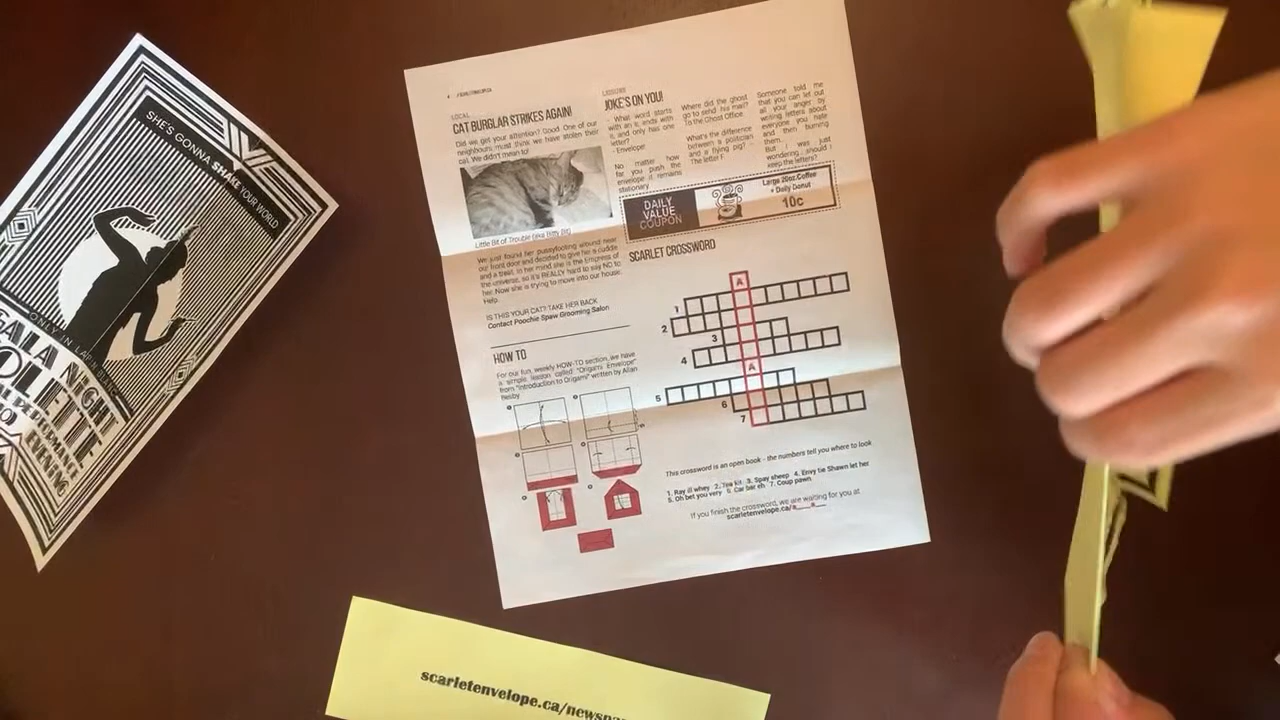 SHE'S GONNA SHAKE YOUR WORLD
GALA NIGHT
4 /SCARLETENVELOPE.CA
LOCAL
CAT BURGLAR STRIKES AGAIN!
Did we get your attention? Good. One of our
neighbours must think we have stolen their
cat. We didn't mean to!
Little Bit of Trouble (aka Bitty Bit)
We just found her pussyfooting around near
our front door and decided to give her a cuddle
and a treat. In her mind she is the Empress of
the universe, so it's REALLY hard to say NO to
her. Now she is trying to move into our house.
Help.
IS THIS YOUR CAT? TAKE HER BACK
Contact Poochie Spaw Grooming Salon
HOW TO
For our fun, weekly HOW-TO section, we have
a simple lesson called "Origami Envelope"
from "Introduction to Origami" written by Allan
JOKE'S ON YOU!
What word starts
with an e, ends with
e, and only has one
letter?
- Envelope
No matter how
far you push the
envelope it remains
stationary
Where did the ghost
go to send his mail?
To the Ghost Office
What's the difference
between a politician
and a flying pig? -
The letter F
Someone told me
that you can let out
all your anger by
writing letters about
everyone you hate
and then burning
them.
But I was just
wondering...should I
keep the letters?
DAILY
VALUE
COUPON
Large 20oz Coffee
+ Daily Donut
10c
SCARLET CROSSWORD
A
1
2
3
4
A
5
6
7
This crossword is an open book - the numbers tell you where to look
1. Ray ill whey 2. Tea kit 3. Spay sheep 4. Envy tie Shawn let her
5. Oh bet you very 6. Car bar eh 7. Coup pawn
If you finish the crossword, we are waiting for you at
scarletenvelope.ca/a____a__
scarletenvelope.ca/newspa